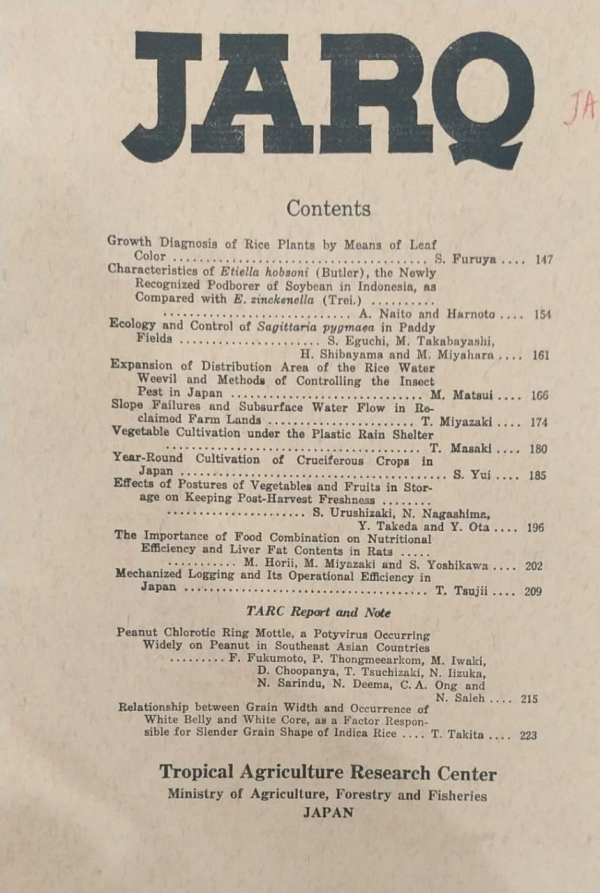 JARQ
JA
Contents
Growth Diagnosis of Rice Plants by Means of Leaf
Color .................................... S. Furuya .... 147
Characteristics of Etiella hobsoni (Butler), the Newly
Recognized Podborer of Soybean in Indonesia, as
Compared with E. zinckenella (Trei.) ..........
........................... A. Naito and Harnoto .... 154
Ecology and Control of Sagittaria pygmaea in Paddy
Fields ..................... S. Eguchi, M. Takabayashi,
H. Shibayama and M. Miyahara .... 161
Expansion of Distribution Area of the Rice Water
Weevil and Methods of Controlling the Insect
Pest in Japan ........................... M. Matsui .... 166
Slope Failures and Subsurface Water Flow in Re-
claimed Farm Lands ..................... T. Miyazaki .... 174
Vegetable Cultivation under the Plastic Rain Shelter
..................................... T. Masaki .... 180
Year-Round Cultivation of Cruciferous Crops in
Japan ....................................... S. Yui .... 185
Effects of Postures of Vegetables and Fruits in Stor-
age on Keeping Post-Harvest Freshness ........
.................... S. Urushizaki, N. Nagashima,
Y. Takeda and Y. Ota .... 196
The Importance of Food Combination on Nutritional
Efficiency and Liver Fat Contents in Rats .....
........... M. Horii, M. Miyazaki and S. Yoshikawa .... 202
Mechanized Logging and Its Operational Efficiency in
Japan .................................... T. Tsujii .... 209
TARC Report and Note
Peanut Chlorotic Ring Mottle, a Potyvirus Occurring
Widely on Peanut in Southeast Asian Countries
......... F. Fukumoto, P. Thongmeearkom, M. Iwaki,
D. Choopanya, T. Tsuchizaki, N. Iizuka,
N. Sarindu, N. Deema, C. A. Ong and
N. Saleh .... 215
Relationship between Grain Width and Occurrence of
White Belly and White Core, as a Factor Respon-
sible for Slender Grain Shape of Indica Rice .... T. Takita .... 223
Tropical Agriculture Research Center
Ministry of Agriculture, Forestry and Fisheries
JAPAN